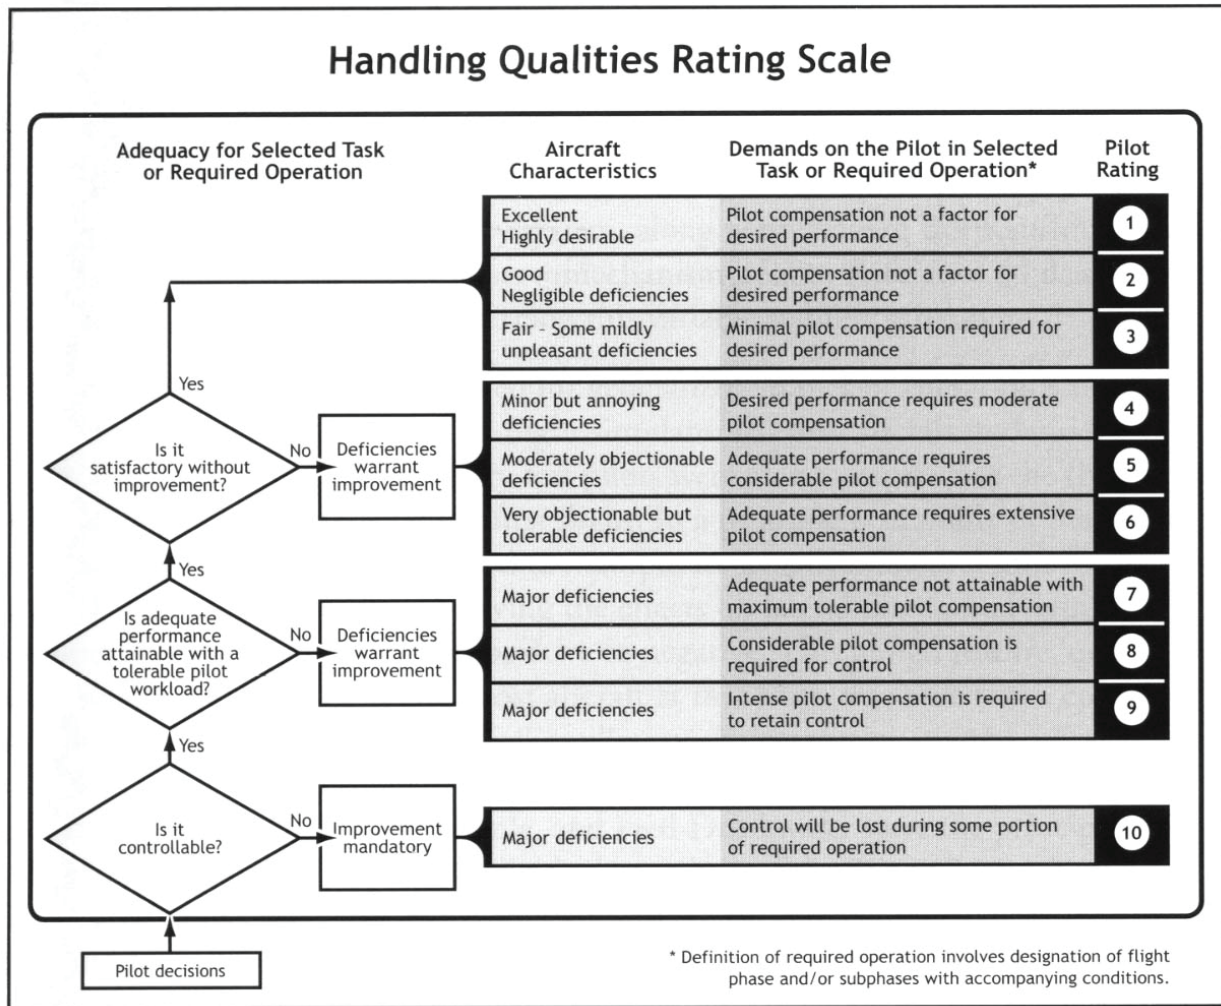 Handling Qualities Rating Scale
Adequacy for Selected Task
or Required Operation
Aircraft
Characteristics
Demands on the Pilot in Selected
Task or Required Operation*
Pilot
Rating
Excellent
Highly desirable
Pilot compensation not a factor for
desired performance
1
Good
Negligible deficiencies
Pilot compensation not a factor for
desired performance
2
Fair – Some mildly
unpleasant deficiencies
Minimal pilot compensation required for
desired performance
3
Yes
Is it
satisfactory without
improvement?
No
Deficiencies
warrant
improvement
Minor but annoying
deficiencies
Desired performance requires moderate
pilot compensation
4
Moderately objectionable
deficiencies
Adequate performance requires
considerable pilot compensation
5
Very objectionable but
tolerable deficiencies
Adequate performance requires extensive
pilot compensation
6
Yes
Is adequate
performance
attainable with a
tolerable pilot
workload?
No
Deficiencies
warrant
improvement
Major deficiencies
Adequate performance not attainable with
maximum tolerable pilot compensation
7
Major deficiencies
Considerable pilot compensation is
required for control
8
Major deficiencies
Intense pilot compensation is required
to retain control
9
Yes
Is it
controllable?
No
Improvement
mandatory
Major deficiencies
Control will be lost during some portion
of required operation
10
Pilot decisions
* Definition of required operation involves designation of flight
phase and/or subphases with accompanying conditions.